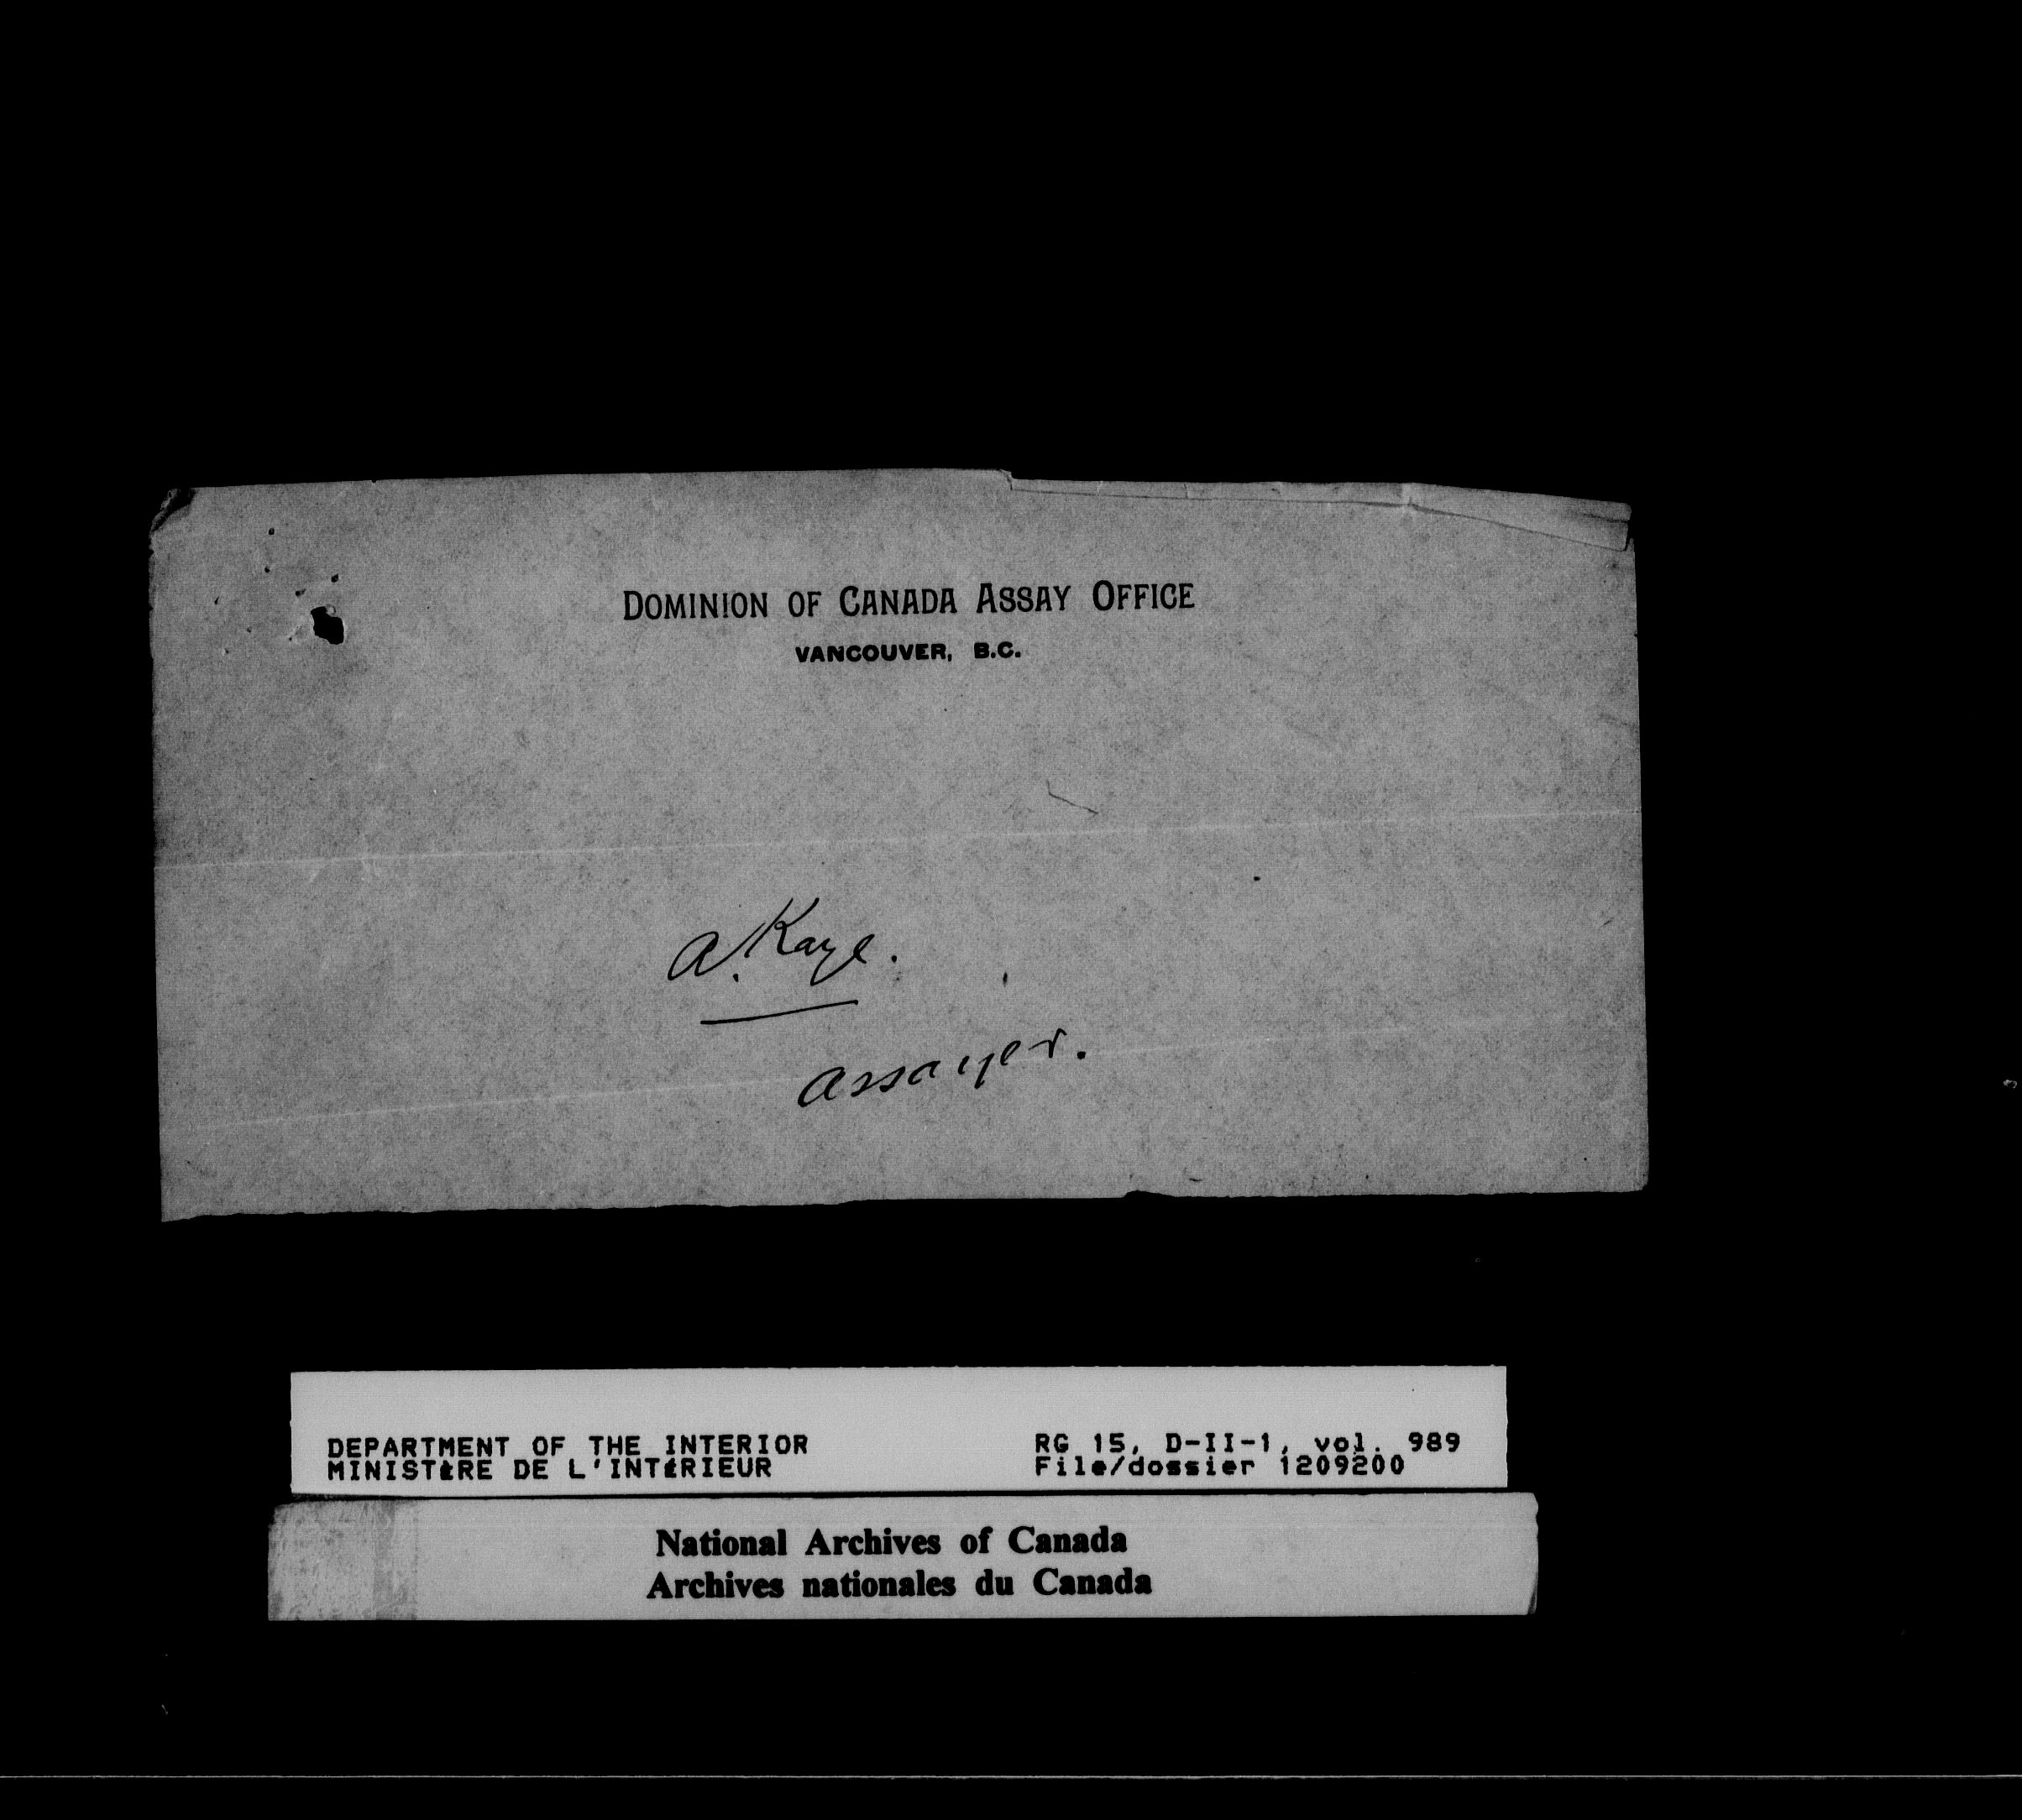 DOMINION OF CANADA ASSAY OFFICE
VANCOUVER, B.C.
A. Kaye.
Assayer.
DEPARTMENT OF THE INTERIOR
MINISTÈRE DE L'INTÉRIEUR
RG 15, D-II-1, vol. 989
File/dossier 1209200
National Archives of Canada
Archives nationales du Canada